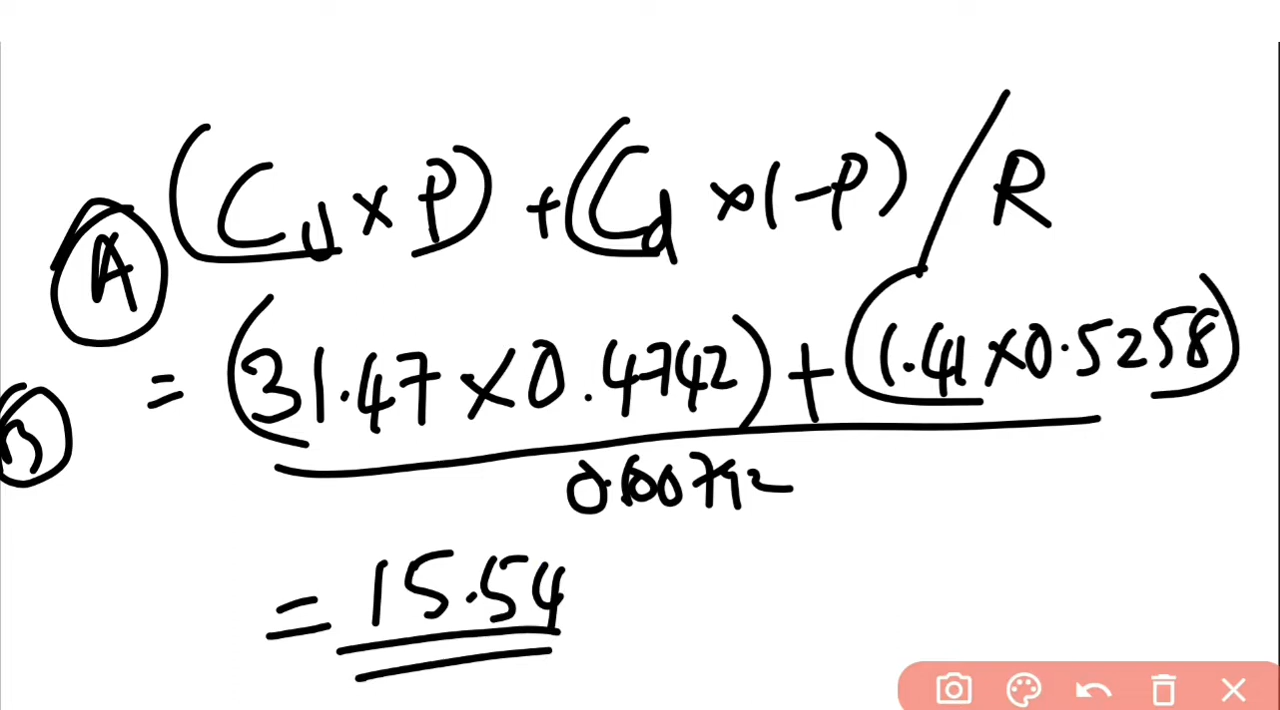 (Cu × P) + (Cd × 1-P) / R
A
= (31.47 × 0.4742) + (1.41 × 0.5258)
B
= 15.54